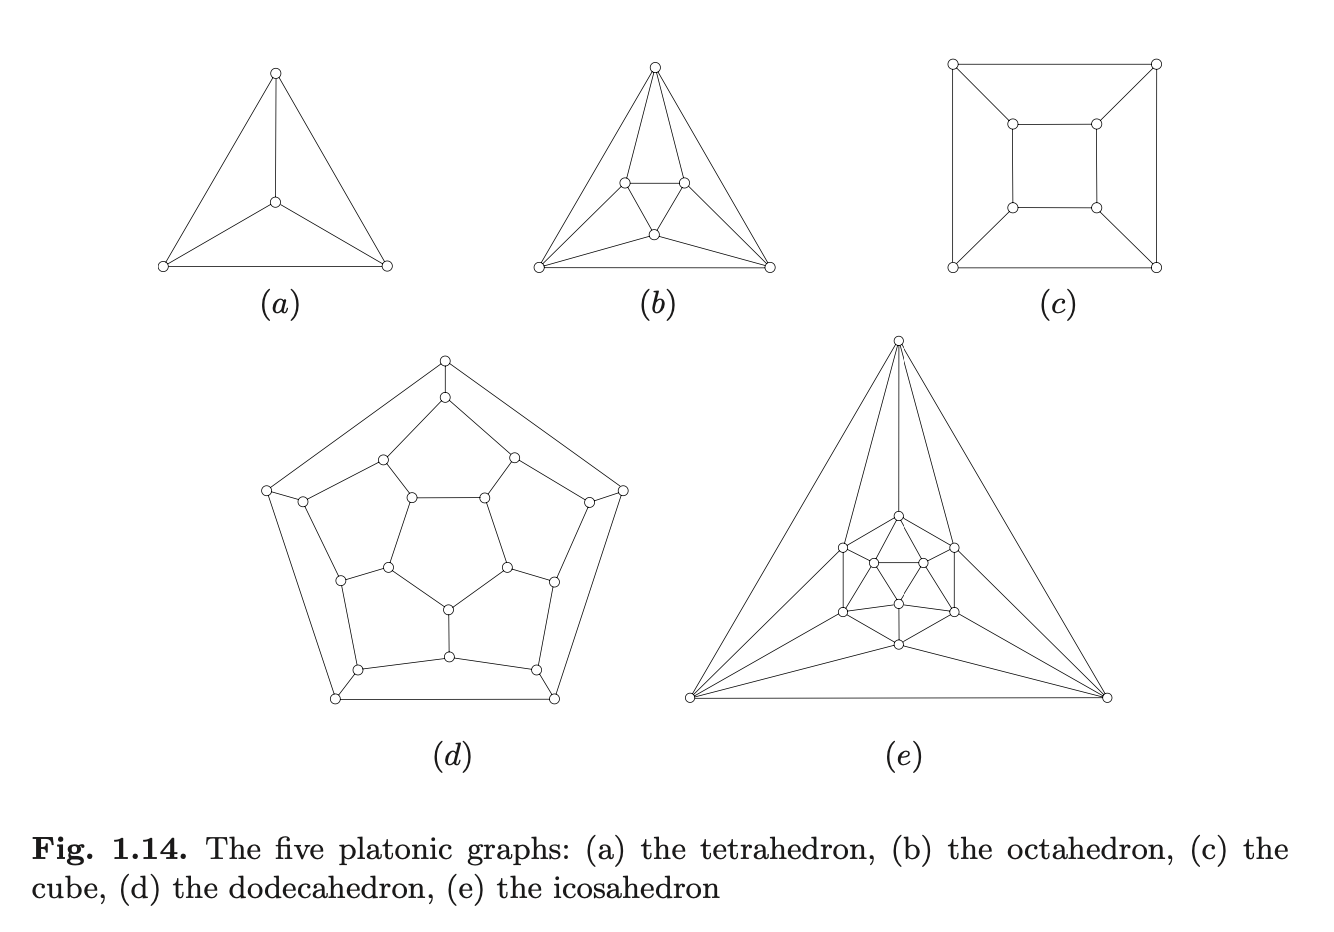 (a)
(b)
(c)
(d)
(e)
Fig. 1.14. The five platonic graphs: (a) the tetrahedron, (b) the octahedron, (c) the
cube, (d) the dodecahedron, (e) the icosahedron